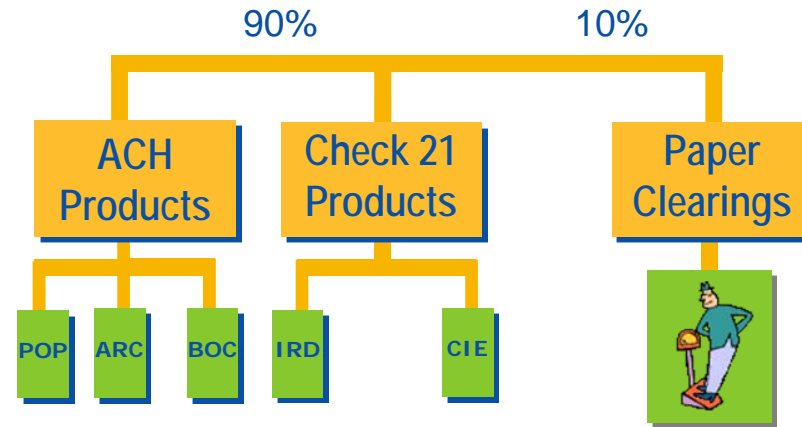 90%
10%
ACH
Products
Check 21
Products
Paper
Clearings
POP
ARC
BOC
IRD
CIE